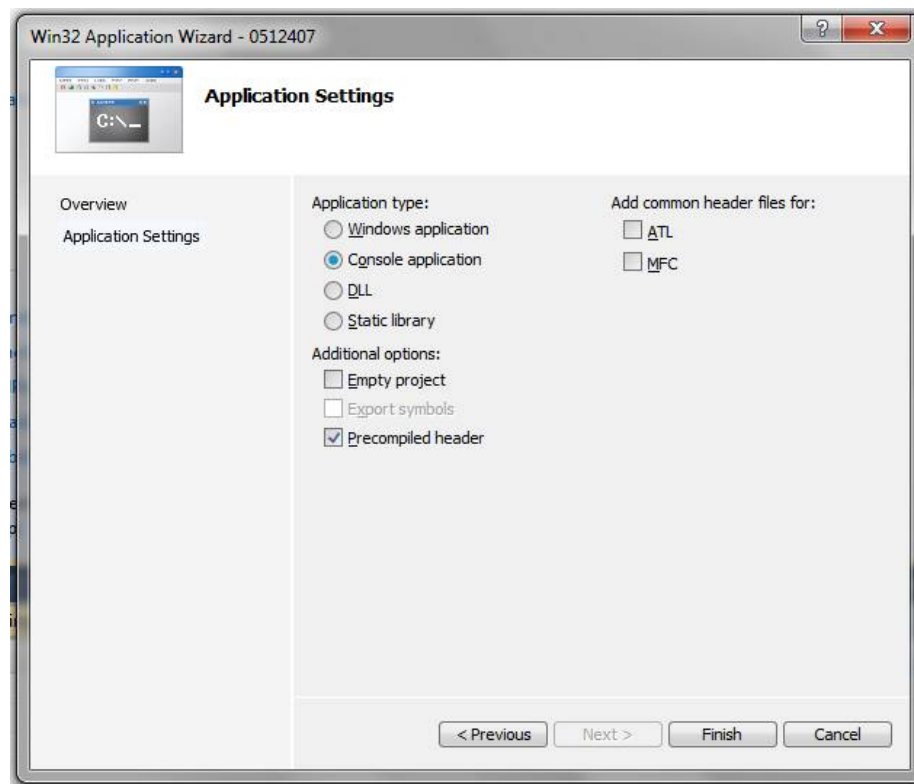 Win32 Application Wizard - 0512407
C:\_
Application Settings
Overview
Application Settings
Application type:
Windows application
Console application
DLL
Static library
Additional options:
Empty project
Export symbols
Precompiled header
Add common header files for:
ATL
MFC
< Previous
Next >
Finish
Cancel